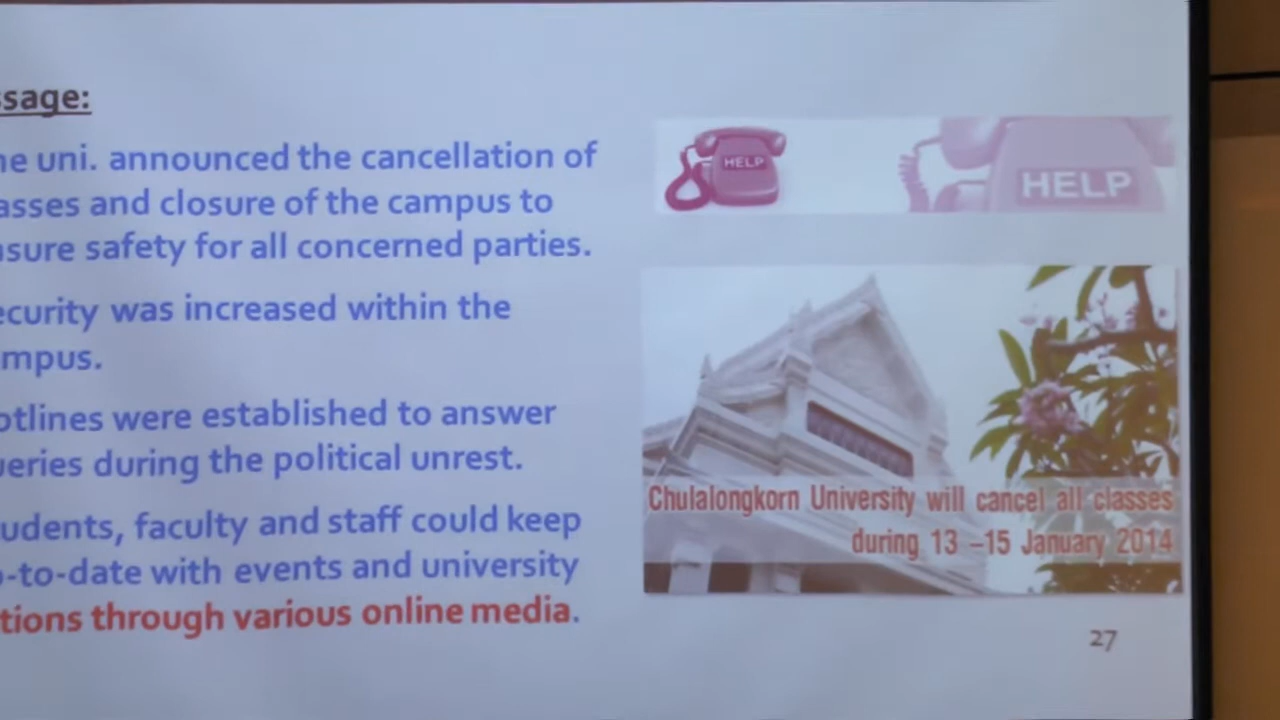 ssage:
ne uni. announced the cancellation of
asses and closure of the campus to
nsure safety for all concerned parties.
ecurity was increased within the
mpus.
otlines were established to answer
ueries during the political unrest.
udents, faculty and staff could keep
o-to-date with events and university
tions through various online media.
HELP
HELP
Chulalongkorn University will cancel all classes
during 13 –15 January 2014
27